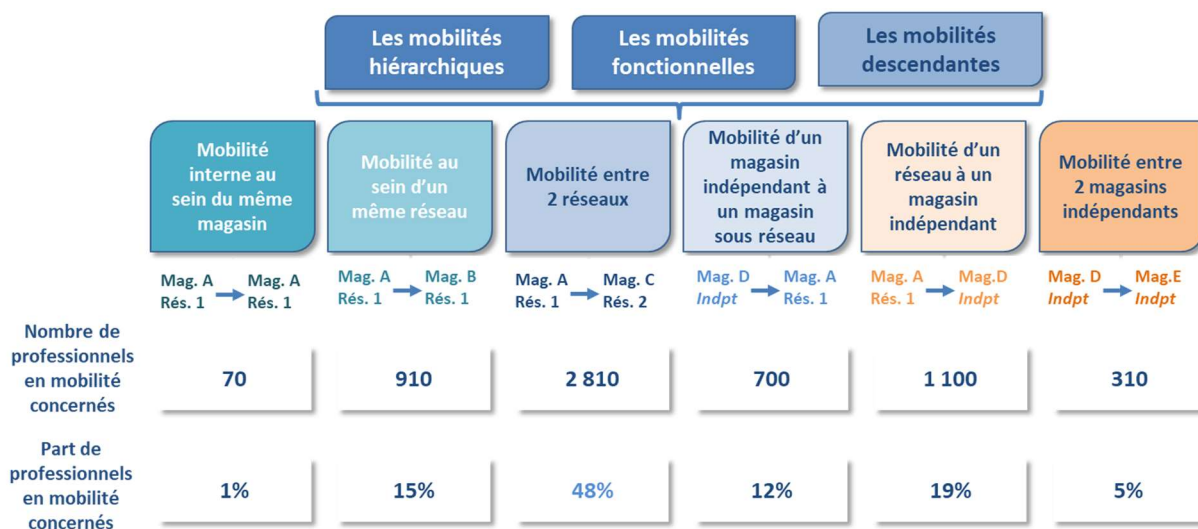 Les mobilités
hiérarchiques
Les mobilités
fonctionnelles
Les mobilités
descendantes
Mobilité
interne au
sein du même
magasin
Mobilité au
sein d'un
même réseau
Mobilité entre
2 réseaux
Mobilité d'un
magasin
indépendant à
un magasin
sous réseau
Mobilité d'un
réseau à un
magasin
indépendant
Mobilité entre
2 magasins
indépendants
Mag. A
Rés. 1
Mag. A
Rés. 1
Mag. A
Rés. 1
Mag. B
Rés. 1
Mag. A
Rés. 1
Mag. C
Rés. 2
Mag. D
Indpt
Mag. A
Rés. 1
Mag. A
Rés. 1
Mag.D
Indpt
Mag. D
Indpt
Mag.E
Indpt
Nombre de
professionnels
en mobilité
concernés
70
910
2 810
700
1 100
310
Part de
professionnels
en mobilité
concernés
1%
15%
48%
12%
19%
5%